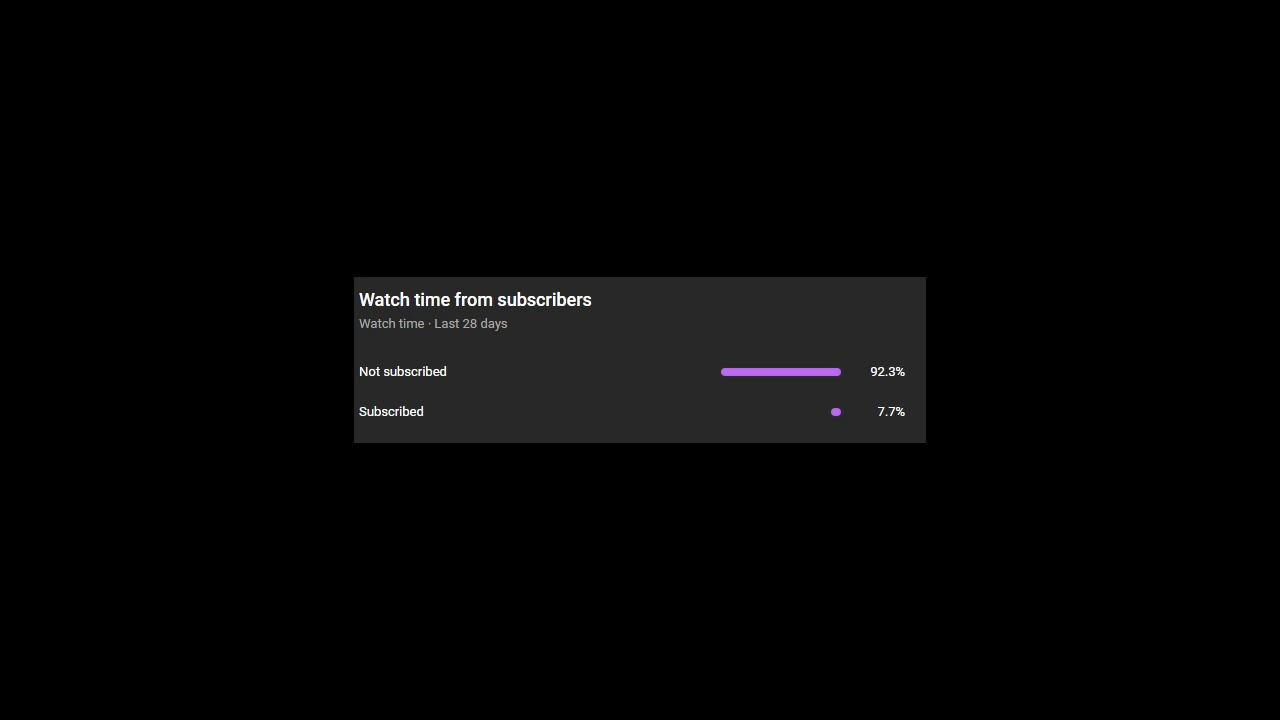 Watch time from subscribers
Watch time · Last 28 days
Not subscribed 92.3%
Subscribed 7.7%